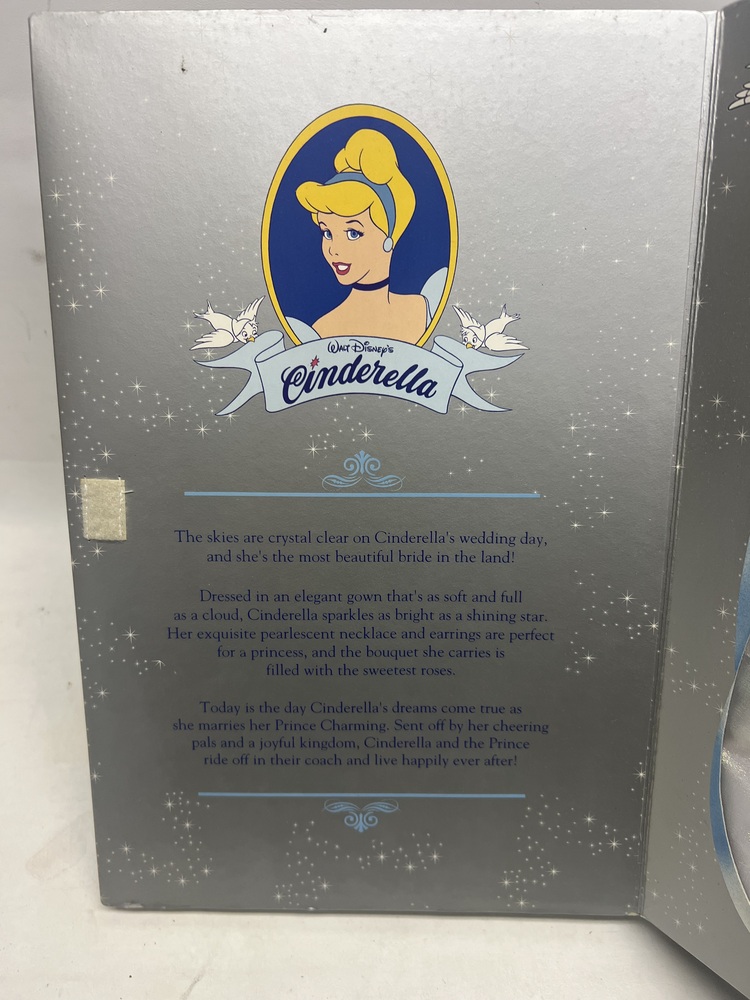 Walt Disney's
Cinderella
The skies are crystal clear on Cinderella's wedding day,
and she's the most beautiful bride in the land!
Dressed in an elegant gown that's as soft and full
as a cloud, Cinderella sparkles as bright as a shining star.
Her exquisite pearlescent necklace and earrings are perfect
for a princess, and the bouquet she carries is
filled with the sweetest roses.
Today is the day Cinderella's dreams come true as
she marries her Prince Charming. Sent off by her cheering
pals and a joyful kingdom, Cinderella and the Prince
ride off in their coach and live happily ever after!